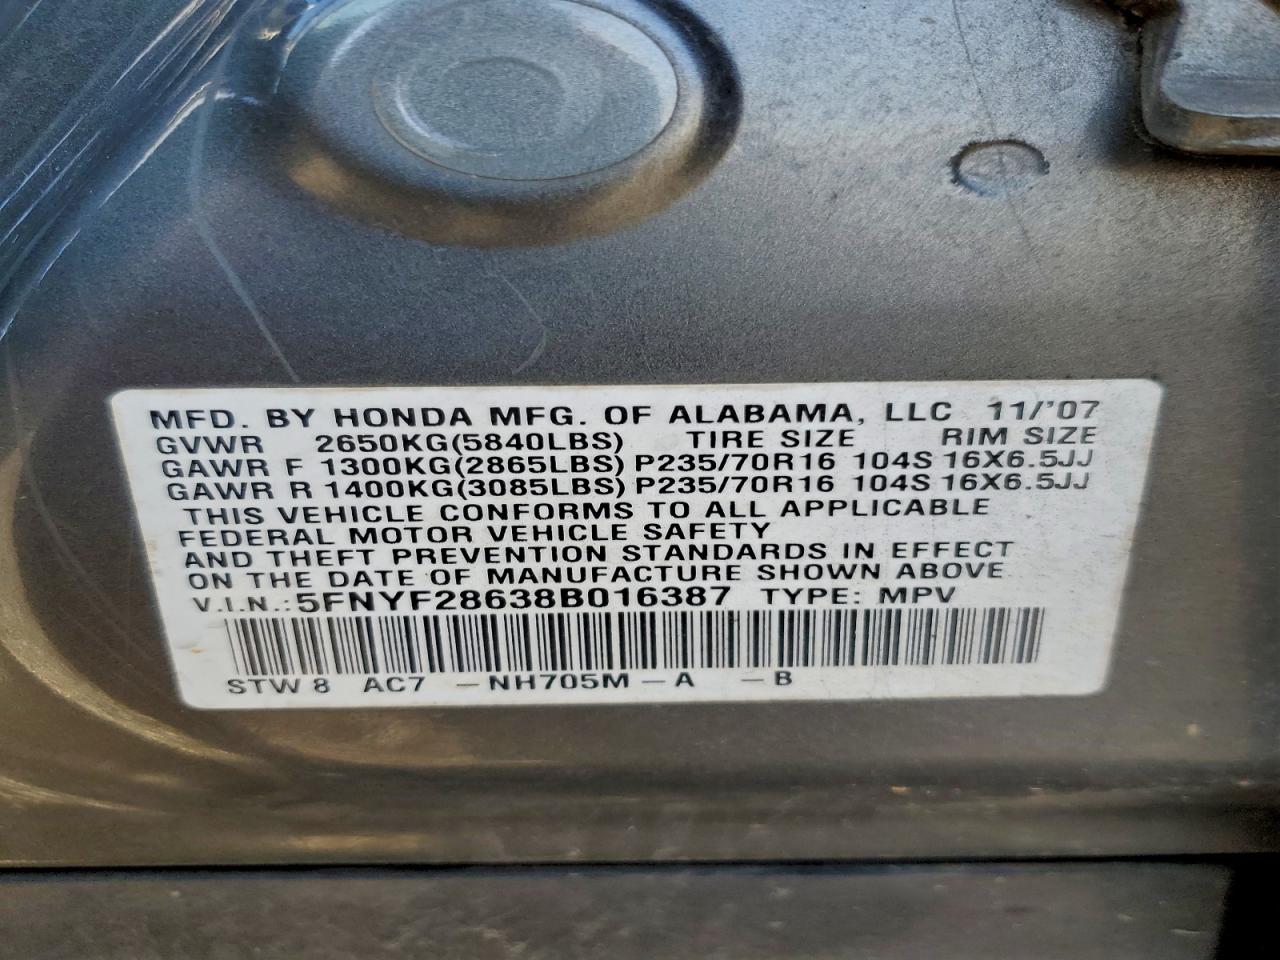 MFD. BY HONDA MFG. OF ALABAMA, LLC 11/'07
GVWR 2650KG(5840LBS) TIRE SIZE RIM SIZE
GAWR F 1300KG(2865LBS) P235/70R16 104S 16X6.5JJ
GAWR R 1400KG(3085LBS) P235/70R16 104S 16X6.5JJ
THIS VEHICLE CONFORMS TO ALL APPLICABLE
FEDERAL MOTOR VEHICLE SAFETY
AND THEFT PREVENTION STANDARDS IN EFFECT
ON THE DATE OF MANUFACTURE SHOWN ABOVE.
V.I.N.: 5FNYF28638B016387 TYPE: MPV
STW 8 AC7 - NH705M - A - B